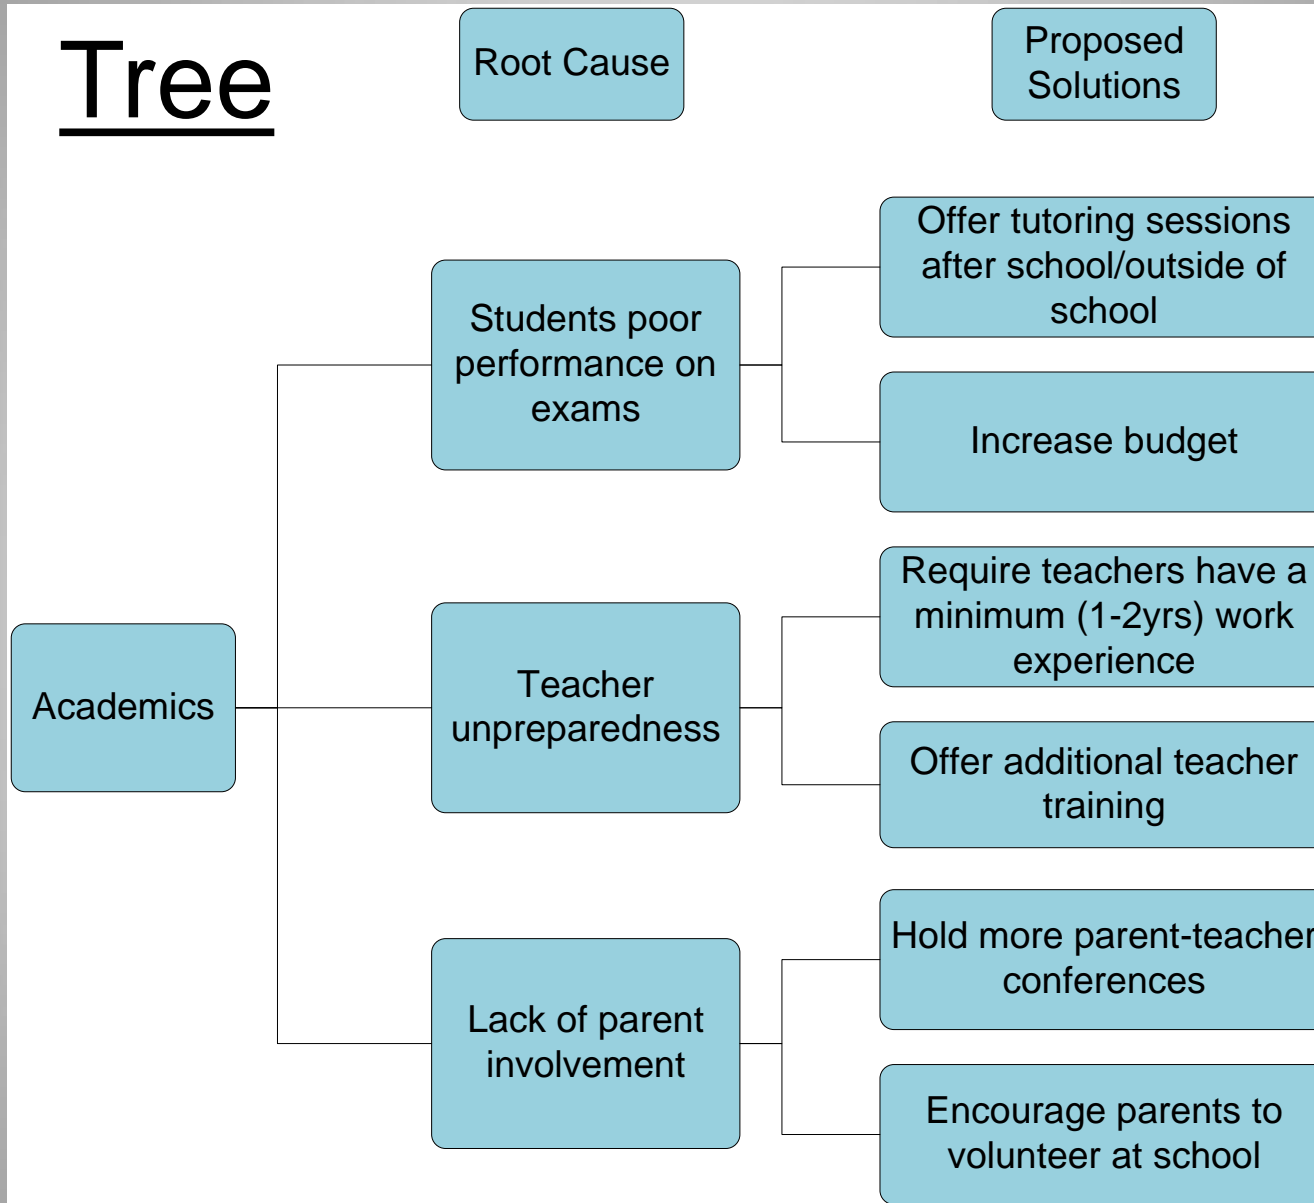 Tree
Root Cause
Proposed
Solutions
Students poor
performance on
exams
Offer tutoring sessions
after school/outside of
school
Increase budget
Academics
Teacher
unpreparedness
Require teachers have a
minimum (1-2yrs) work
experience
Offer additional teacher
training
Lack of parent
involvement
Hold more parent-teacher
conferences
Encourage parents to
volunteer at school